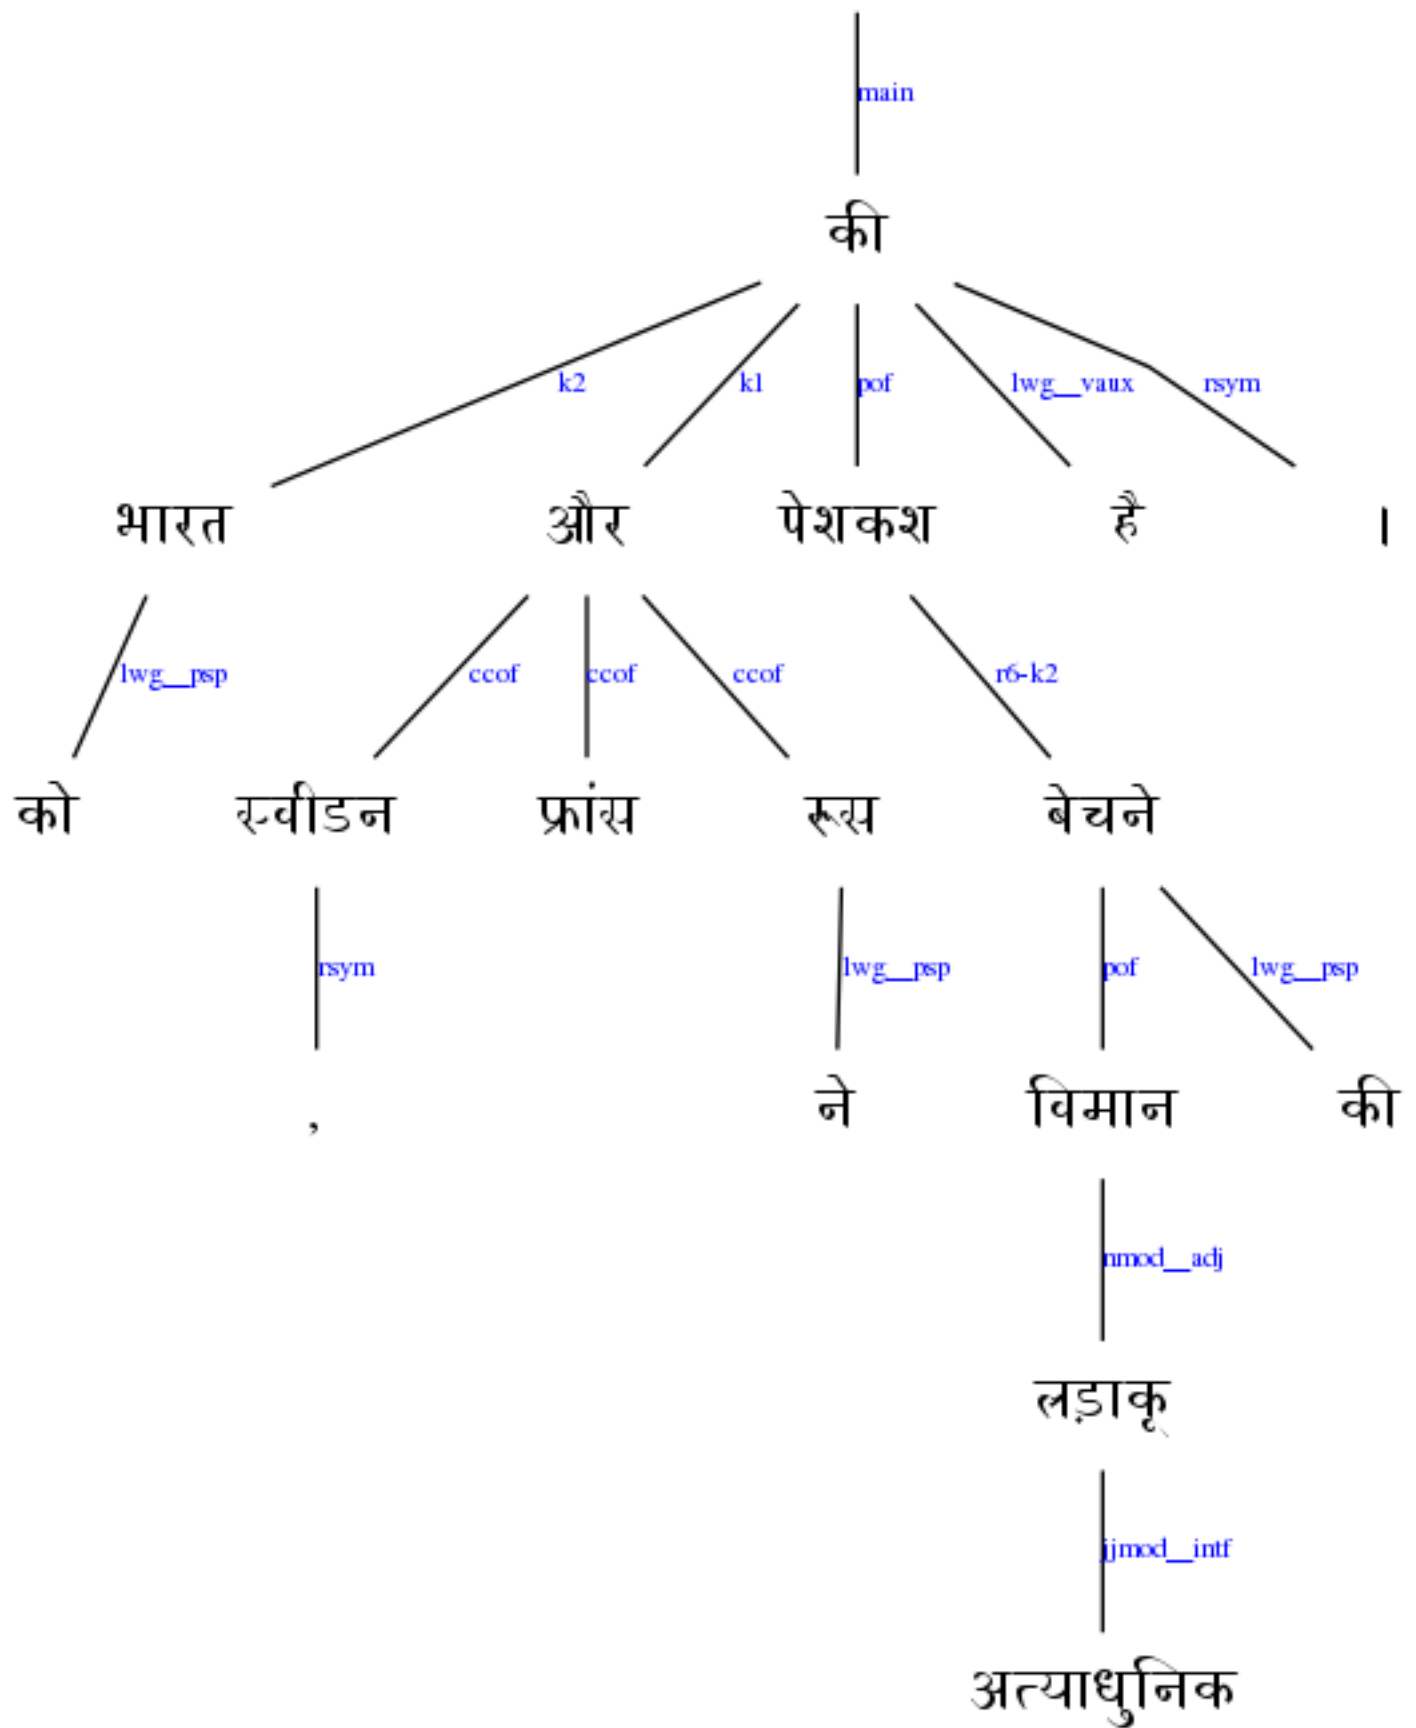 main
की
k2 k1 pof lwg__vaux rsym
भारत और पेशकश है ।
lwg__psp ccof ccof ccof r6-k2
को स्वीडन फ्रांस रूस बेचने
rsym lwg__psp pof lwg__psp
, ने विमान की
nmod__adj
लड़ाकू
jjmod__intf
अत्याधुनिक